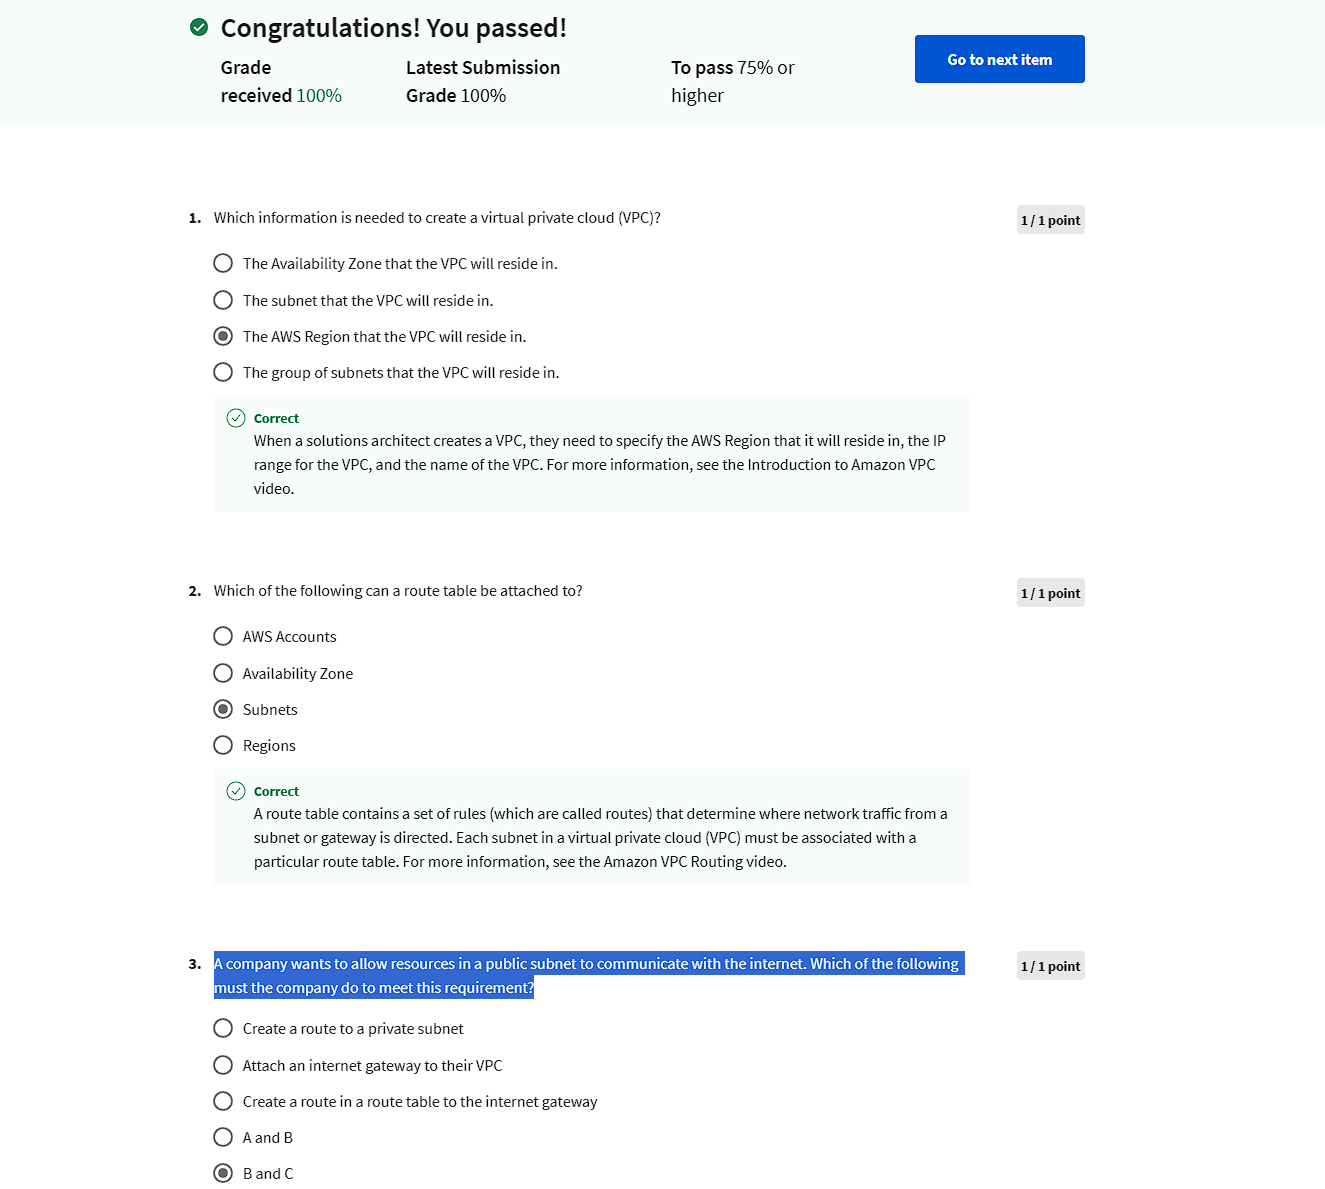 Congratulations! You passed!
Grade received 100%
Latest Submission Grade 100%
To pass 75% or higher
Go to next item
1. Which information is needed to create a virtual private cloud (VPC)?
1 / 1 point
The Availability Zone that the VPC will reside in.
The subnet that the VPC will reside in.
The AWS Region that the VPC will reside in.
The group of subnets that the VPC will reside in.
Correct
When a solutions architect creates a VPC, they need to specify the AWS Region that it will reside in, the IP
range for the VPC, and the name of the VPC. For more information, see the Introduction to Amazon VPC
video.
2. Which of the following can a route table be attached to?
1 / 1 point
AWS Accounts
Availability Zone
Subnets
Regions
Correct
A route table contains a set of rules (which are called routes) that determine where network traffic from a
subnet or gateway is directed. Each subnet in a virtual private cloud (VPC) must be associated with a
particular route table. For more information, see the Amazon VPC Routing video.
3. A company wants to allow resources in a public subnet to communicate with the internet. Which of the following
must the company do to meet this requirement?
1 / 1 point
Create a route to a private subnet
Attach an internet gateway to their VPC
Create a route in a route table to the internet gateway
A and B
B and C